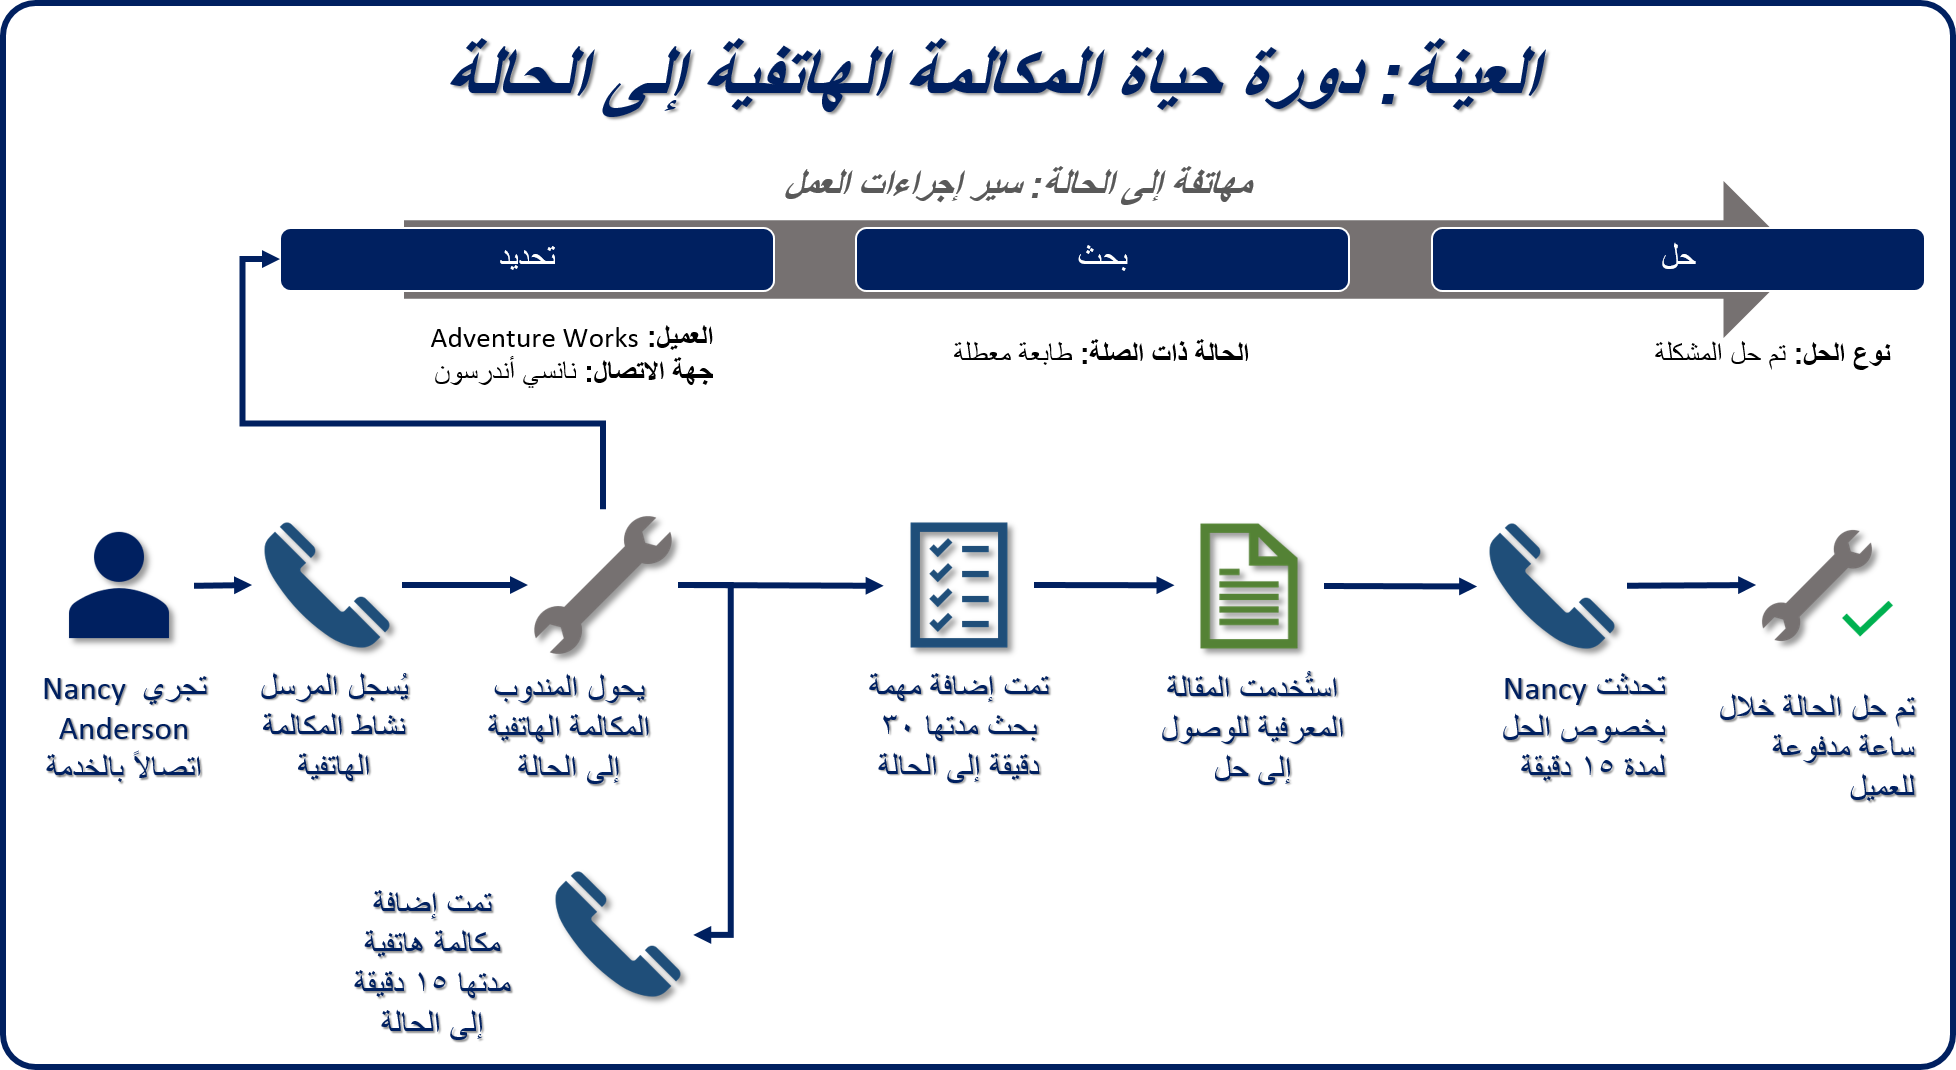 العينة: دورة حياة المكالمة الهاتفية إلى الحالة
مهاتفة إلى الحالة: سير إجراءات العمل
تحديد
بحث
حل
العميل: Adventure Works
جهة الاتصال: نانسي أندرسون
الحالة ذات الصلة: طابعة معطلة
نوع الحل: تم حل المشكلة
تجري Nancy
Anderson
اتصالاً بالخدمة
يُسجل المرسل
نشاط المكالمة
الهاتفية
يحول المندوب
المكالمة الهاتفية
إلى الحالة
تمت إضافة مهمة
بحث مدتها ٣٠
دقيقة إلى الحالة
استُخدمت المقالة
المعرفية للوصول
إلى حل
تحدثت Nancy
بخصوص الحل
لمدة ١٥ دقيقة
تم حل الحالة خلال
ساعة مدفوعة
للعميل
تمت إضافة
مكالمة هاتفية
مدتها ١٥ دقيقة
إلى الحالة